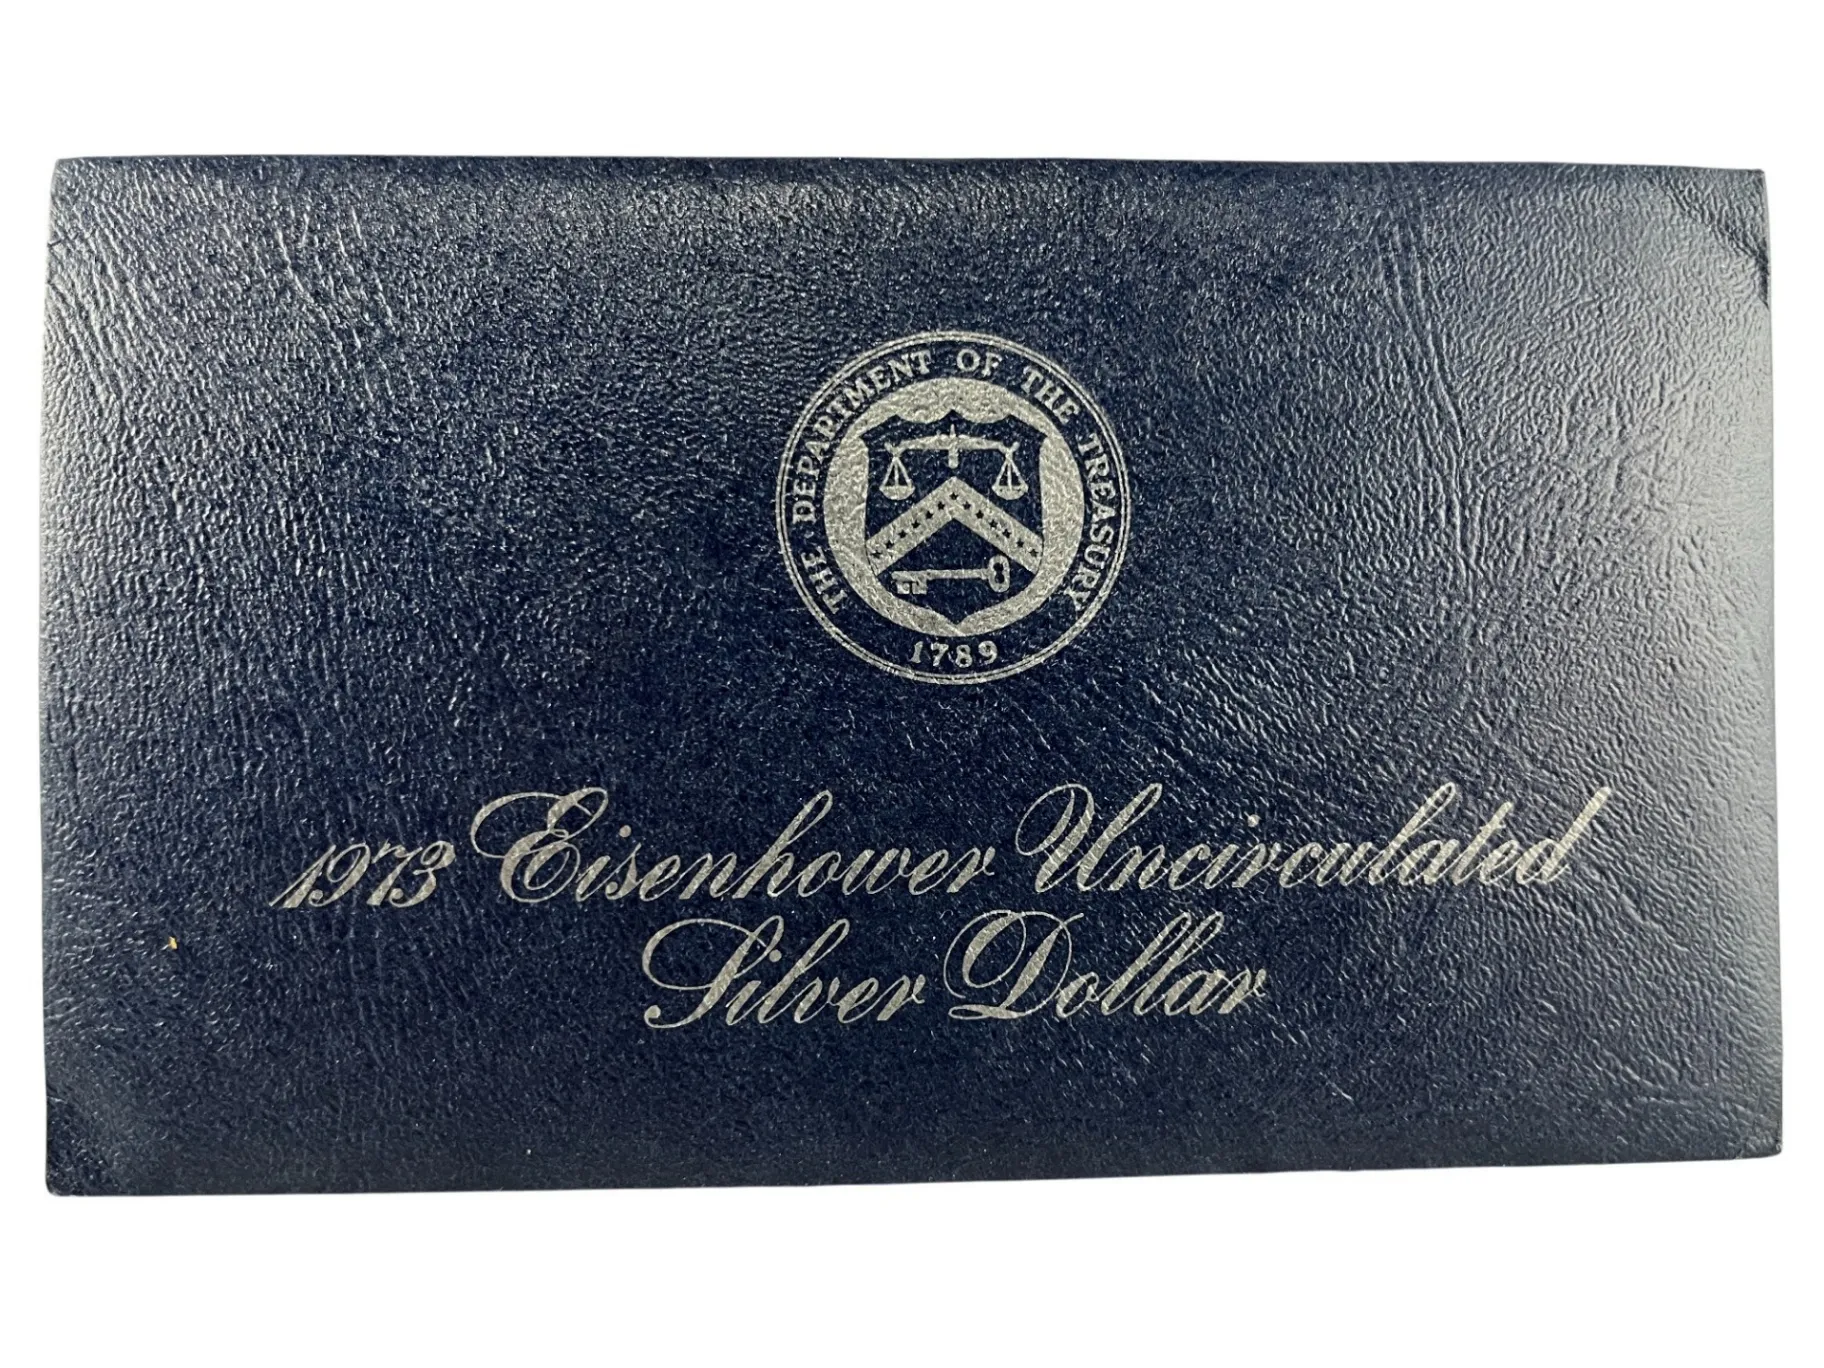 THE DEPARTMENT OF THE TREASURY
1789
1973 Eisenhower Uncirculated
Silver Dollar